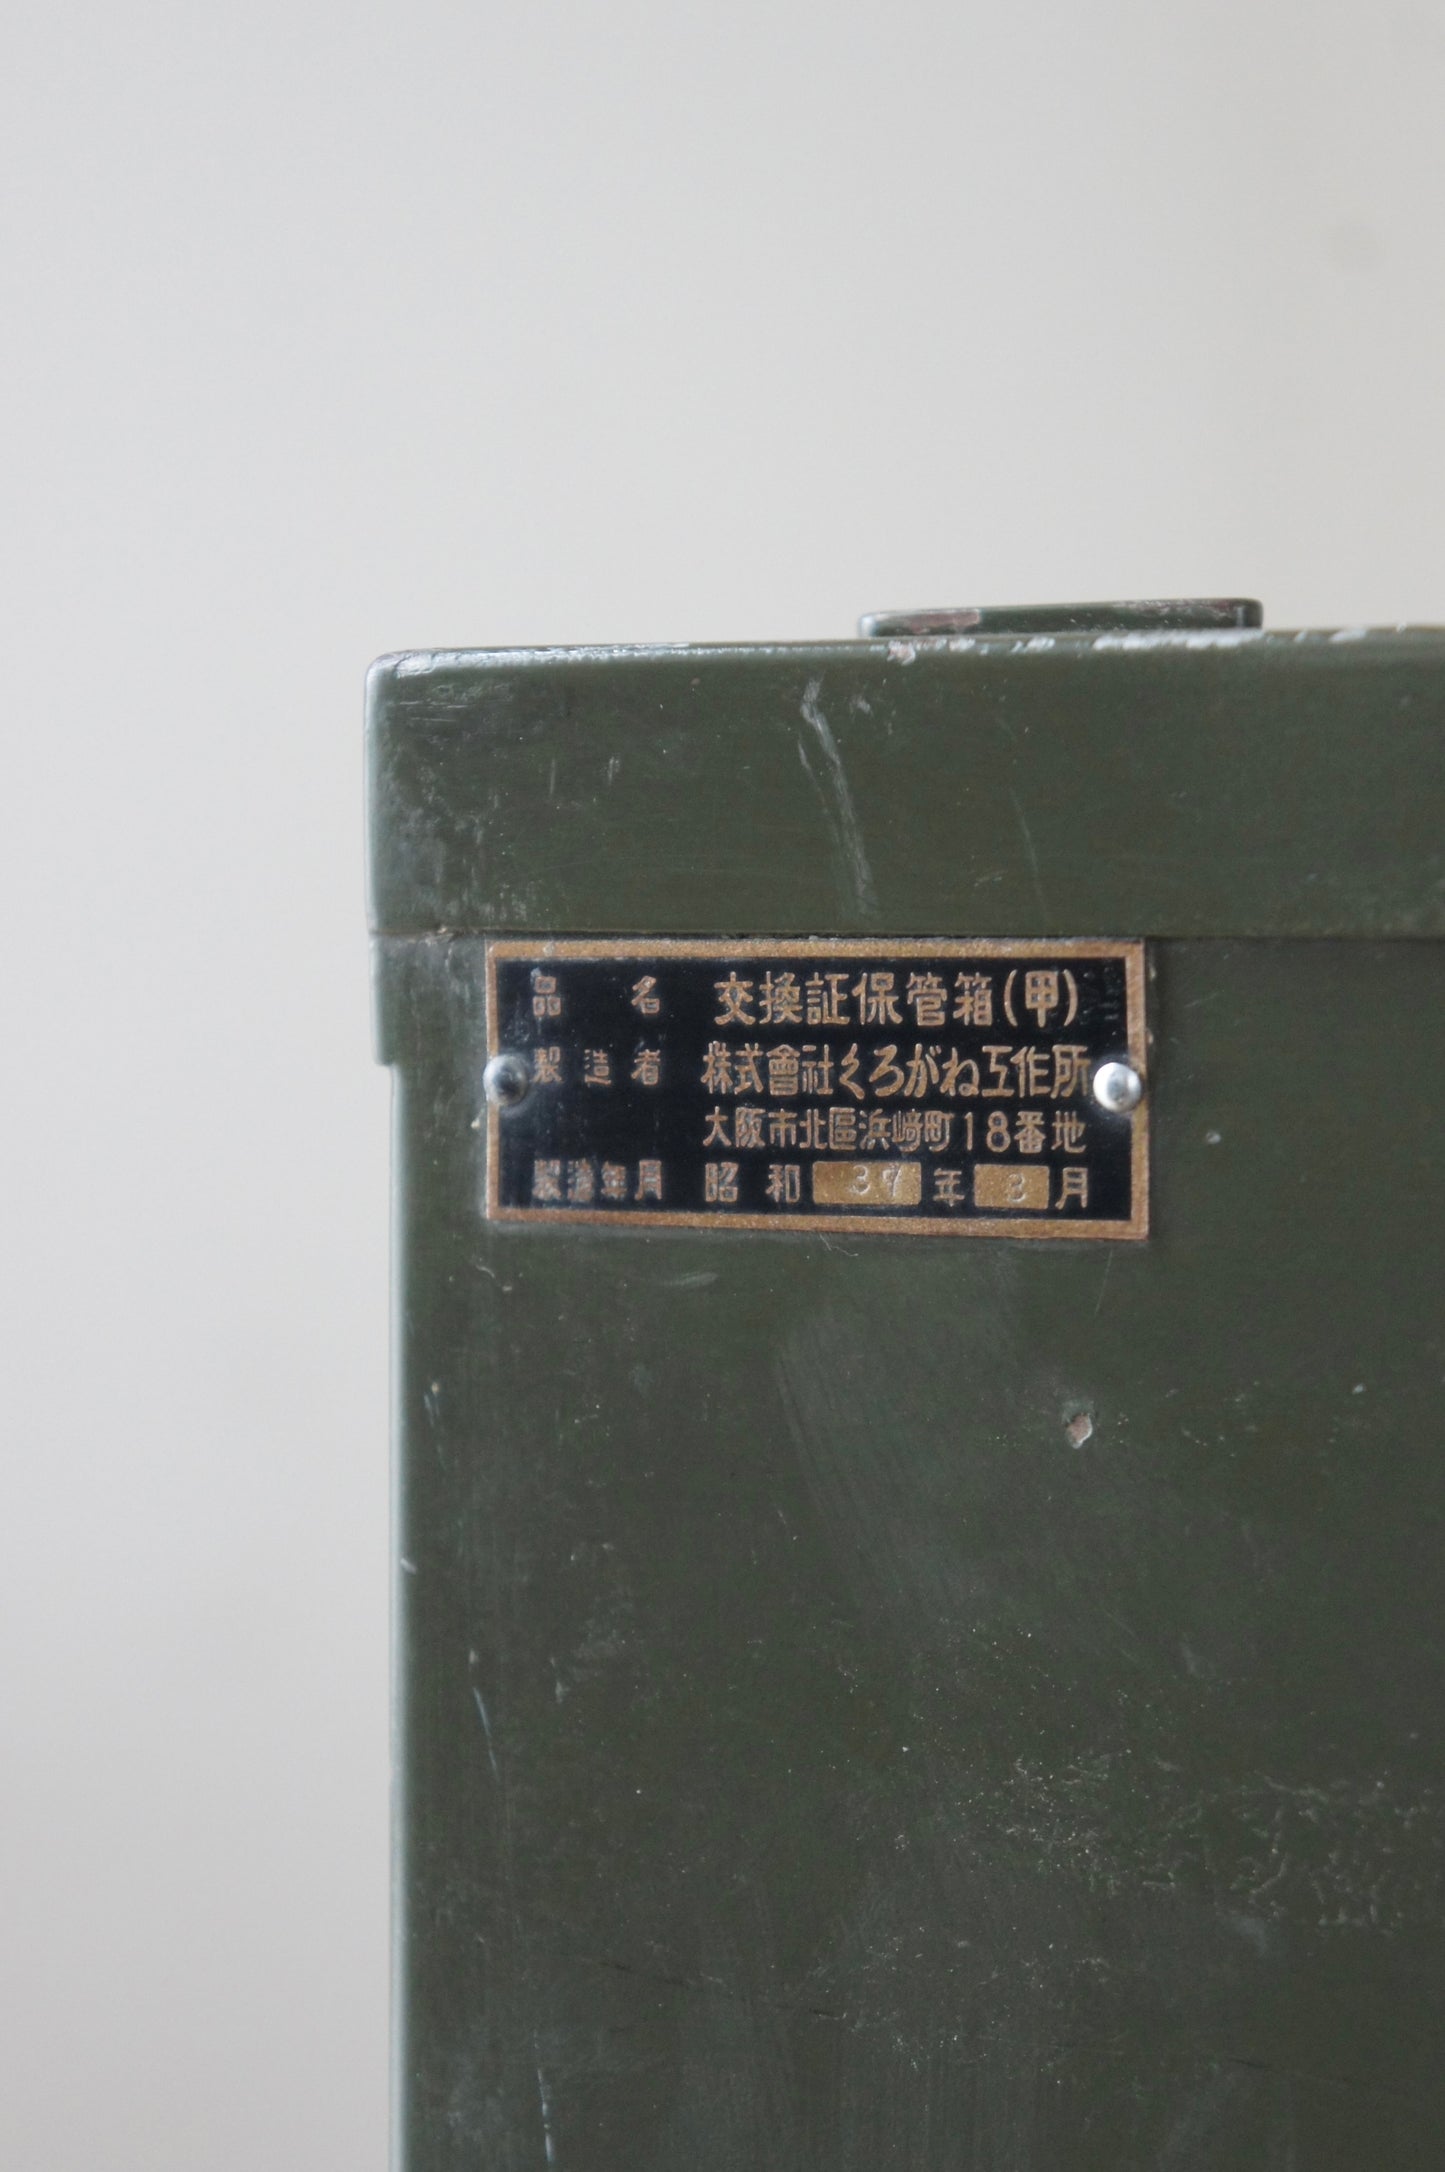 品名 交換証保管箱(甲)
製造者 株式會社くろがね工作所
大阪市北區浜﨑町18番地
製造年月 昭和37年3月